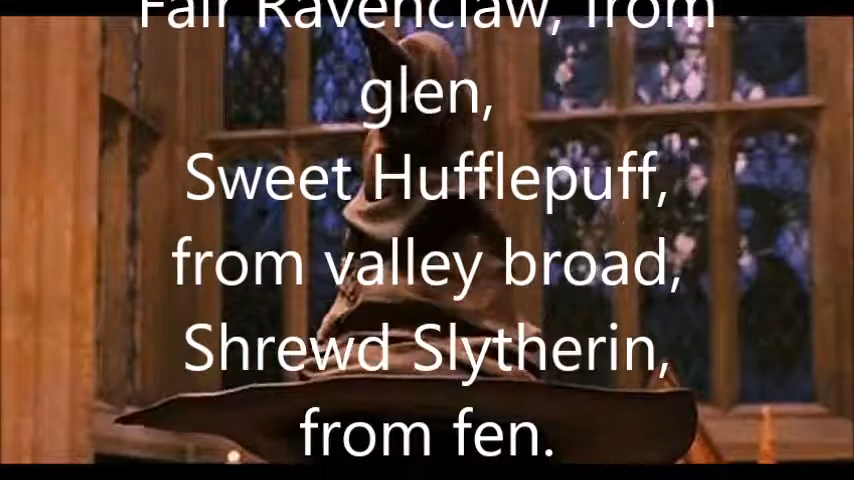 Fair Ravenclaw, from
glen,
Sweet Hufflepuff,
from valley broad,
Shrewd Slytherin,
from fen.